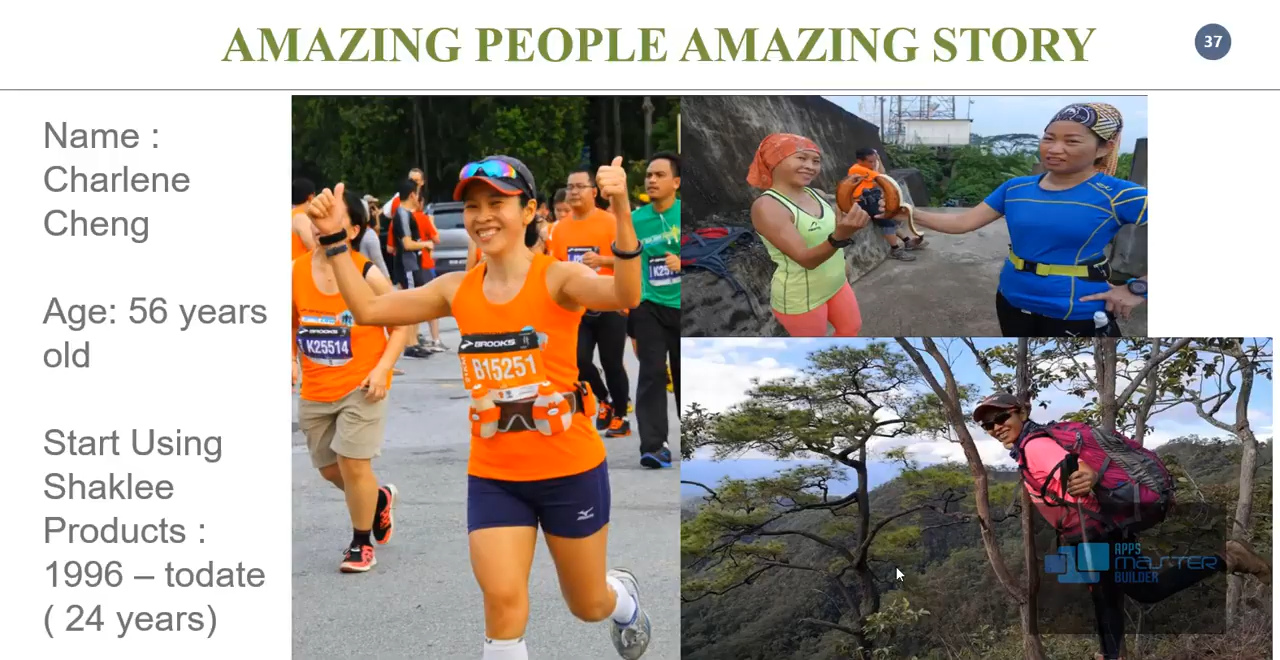 AMAZING PEOPLE AMAZING STORY
37
Name :
Charlene
Cheng
Age: 56 years
old
Start Using
Shaklee
Products :
1996 – todate
( 24 years)
BROOKS
K25514
BROOKS
B15251
APPS
MASTER
BUILDER